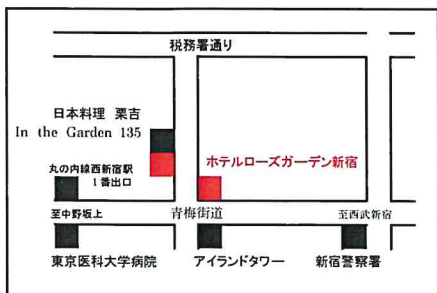 税務署通り
日本料理 栗吉
In the Garden 135
丸の内線西新宿駅
1番出口
ホテルローズガーデン新宿
至中野坂上
青梅街道
至西武新宿
東京医科大学病院
アイランドタワー
新宿警察署